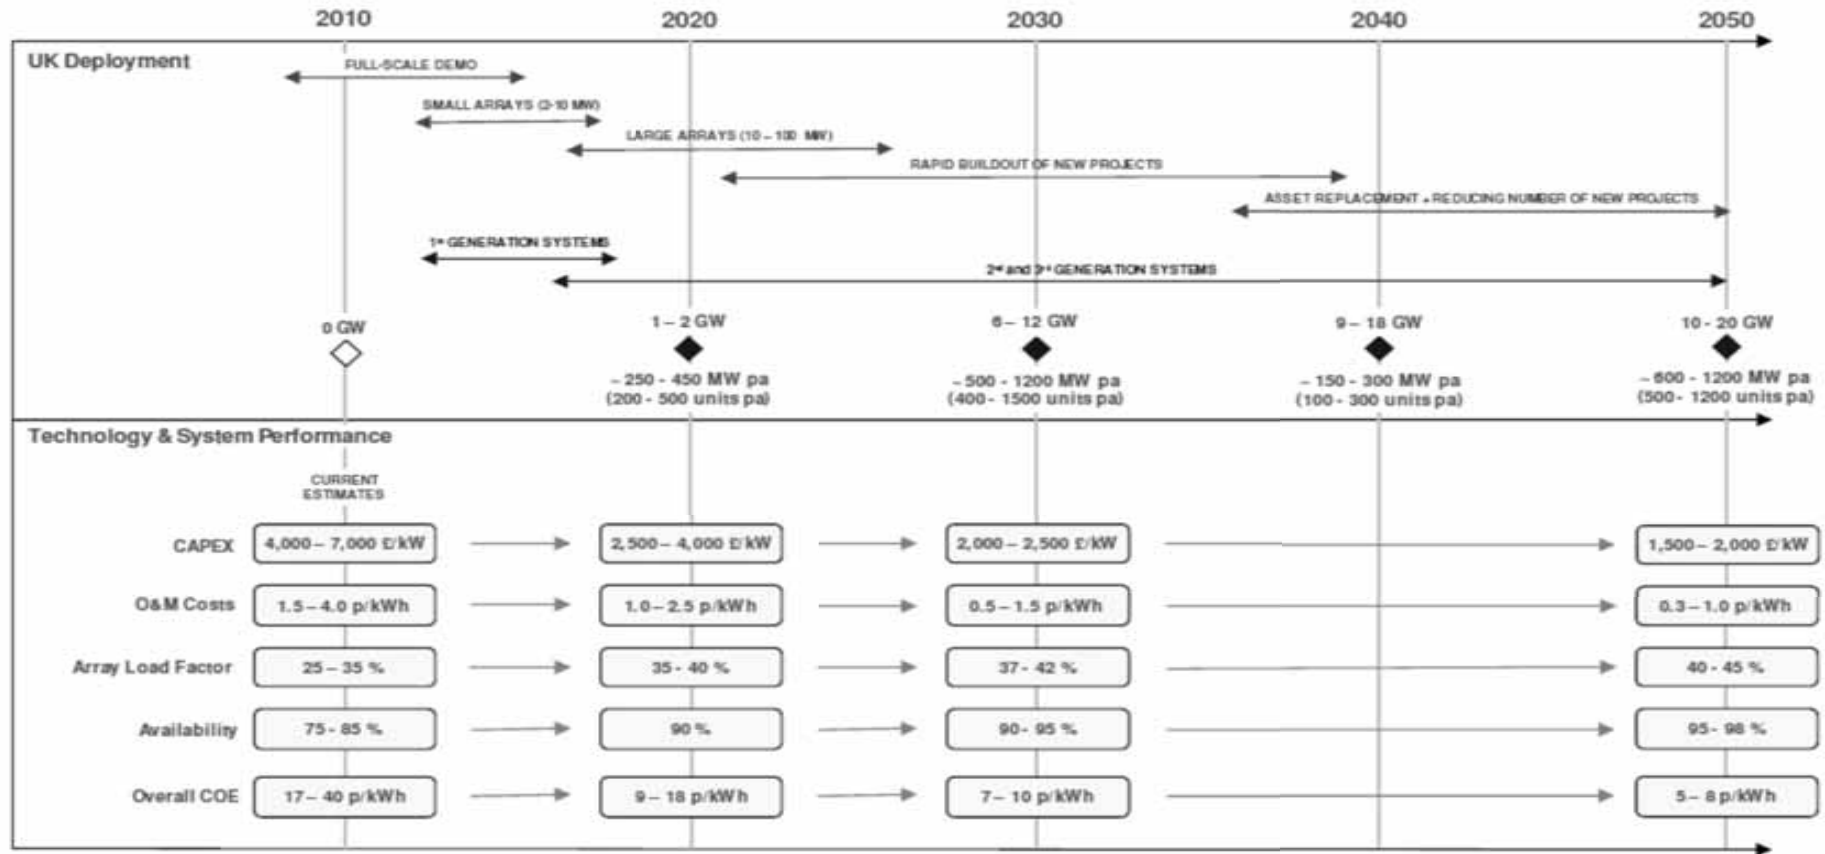 2010 2020 2030 2040 2050
UK Deployment
FULL-SCALE DEMO
SMALL ARRAYS (2-10 MW)
LARGE ARRAYS (10 – 100 MW)
RAPID BUILDOUT OF NEW PROJECTS
ASSET REPLACEMENT + REDUCING NUMBER OF NEW PROJECTS
1st GENERATION SYSTEMS
2nd and 3rd GENERATION SYSTEMS
0 GW 1 – 2 GW 6 – 12 GW 9 – 18 GW 10 - 20 GW
~ 250 - 450 MW pa ~ 500 - 1200 MW pa ~ 150 - 300 MW pa ~ 600 - 1200 MW pa
(200 - 500 units pa) (400 - 1500 units pa) (100 - 300 units pa) (500 - 1200 units pa)
Technology & System Performance
CURRENT
ESTIMATES
CAPEX 4,000 – 7,000 £/kW 2,500 – 4,000 £/kW 2,000 – 2,500 £/kW 1,500 – 2,000 £/kW
O&M Costs 1.5 – 4.0 p/kWh 1.0 – 2.5 p/kWh 0.5 – 1.5 p/kWh 0.3 – 1.0 p/kWh
Array Load Factor 25 – 35 % 35 - 40 % 37 - 42 % 40 - 45 %
Availability 75 - 85 % 90 % 90 - 95 % 95 - 98 %
Overall COE 17 – 40 p/kWh 9 – 18 p/kWh 7 – 10 p/kWh 5 – 8 p/kWh